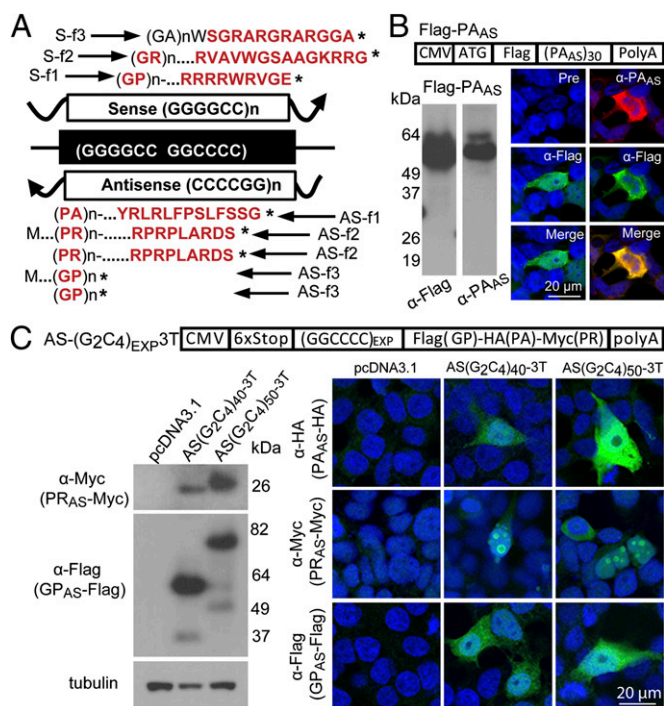 A
S-f3 (GA)nWSGRARGRARGGA *
S-f2 (GR)n.....RVAVWGSAAGKRRG *
S-f1 (GP)n......RRRRWRVGE *
Sense (GGGGCC)n
(GGGGCC GGCCCC)
Antisense (CCCCGG)n
(PA)n-...YRLRLFPSLFSSG * AS-f1
M...(PR)n-......RPRPLARDS * AS-f2
(PR)n-......RPRPLARDS * AS-f2
M...(GP)n* AS-f3
(GP)n* AS-f3
B
Flag-PAAS
CMV ATG Flag (PAAS)30 PolyA
Flag-PAAS
kDa
64
49
37
26
19
α-Flag α-PAAS
Pre α-PAAS
α-Flag α-Flag
Merge Merge
20 µm
C
AS-(G2C4)EXP3T CMV 6xStop (GGCCCC)EXP Flag( GP)-HA(PA)-Myc(PR) polyA
pcDNA3.1 AS(G2C4)40-3T AS(G2C4)50-3T
kDa
α-Myc
(PRAS-Myc)
26
α-Flag
(GPAS-Flag)
82
64
49
37
tubulin
pcDNA3.1 AS(G2C4)40-3T AS(G2C4)50-3T
α-HA
(PAAS-HA)
α-Myc
(PRAS-Myc)
α-Flag
(GPAS-Flag)
20 µm